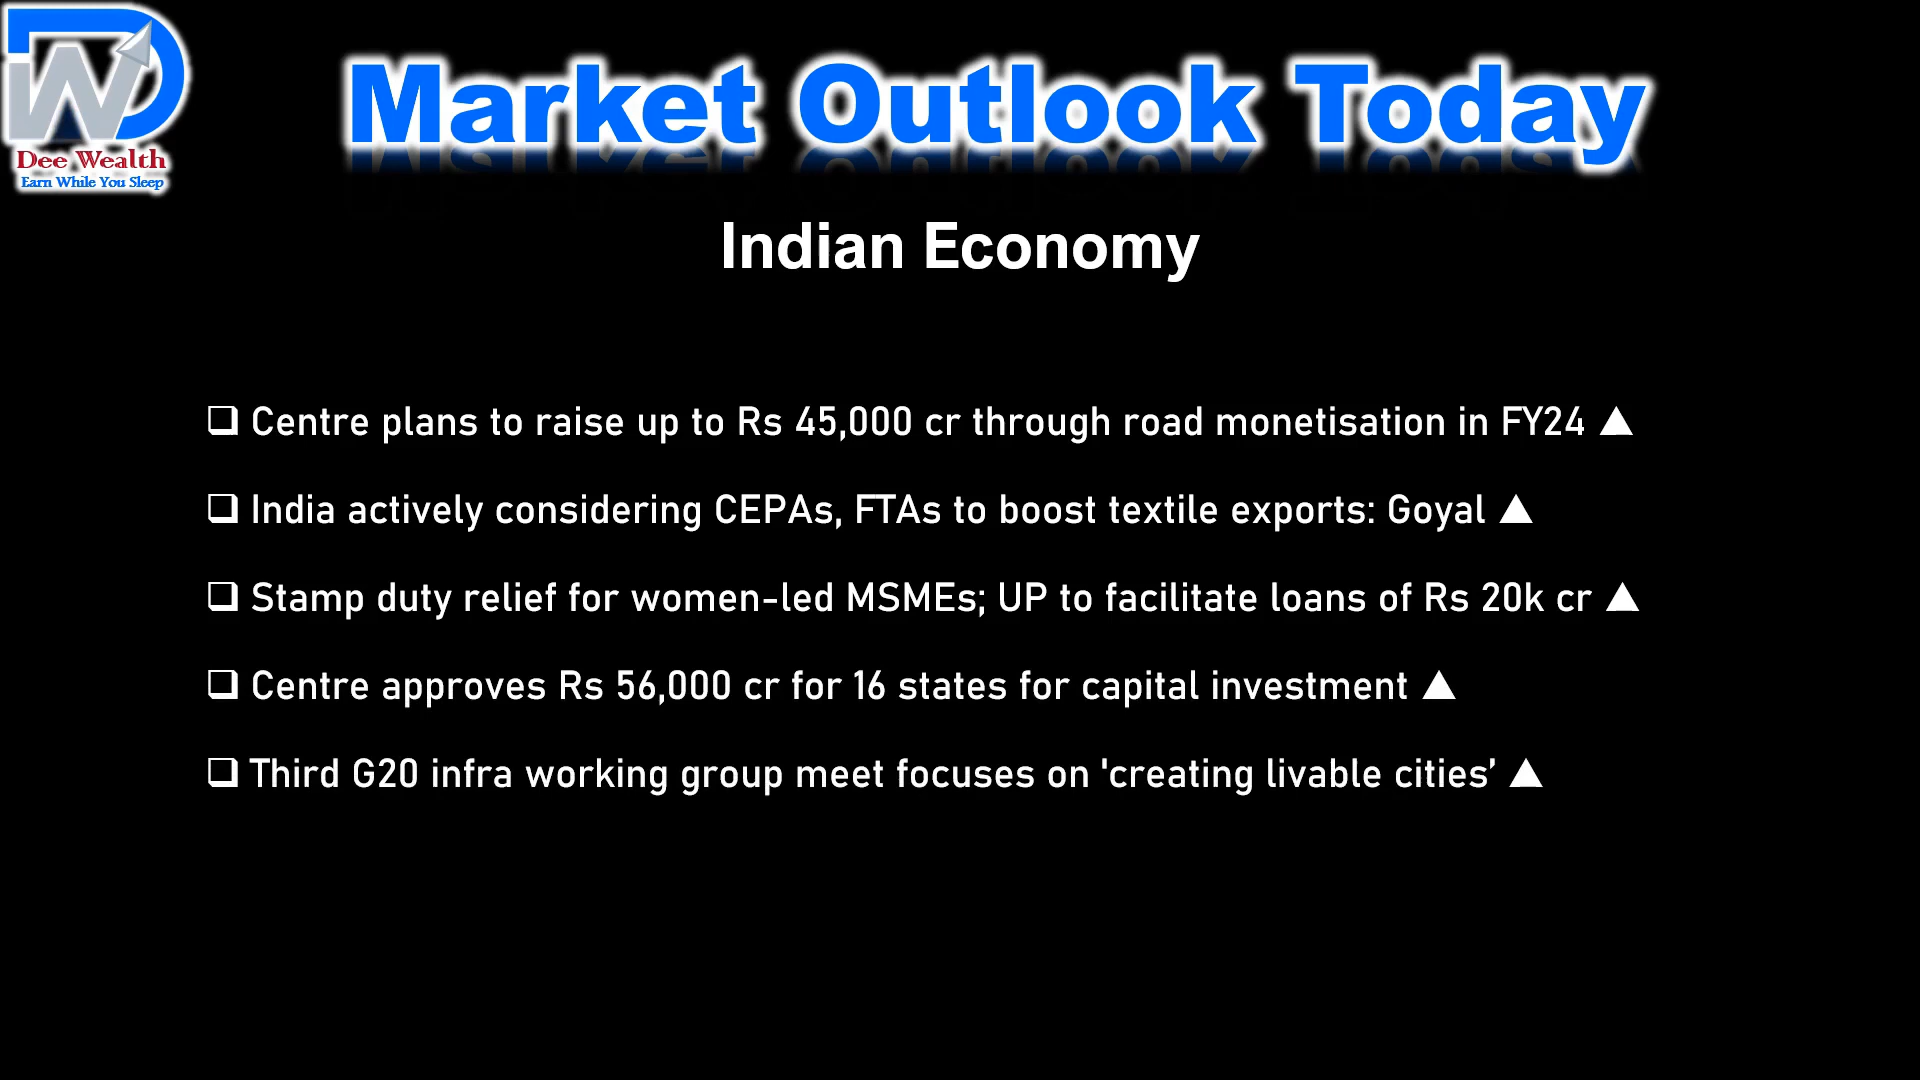 Dee Wealth
Earn While You Sleep
Market Outlook Today
Indian Economy
❑ Centre plans to raise up to Rs 45,000 cr through road monetisation in FY24 ▲
❑ India actively considering CEPAs, FTAs to boost textile exports: Goyal ▲
❑ Stamp duty relief for women-led MSMEs; UP to facilitate loans of Rs 20k cr ▲
❑ Centre approves Rs 56,000 cr for 16 states for capital investment ▲
❑ Third G20 infra working group meet focuses on 'creating livable cities’ ▲